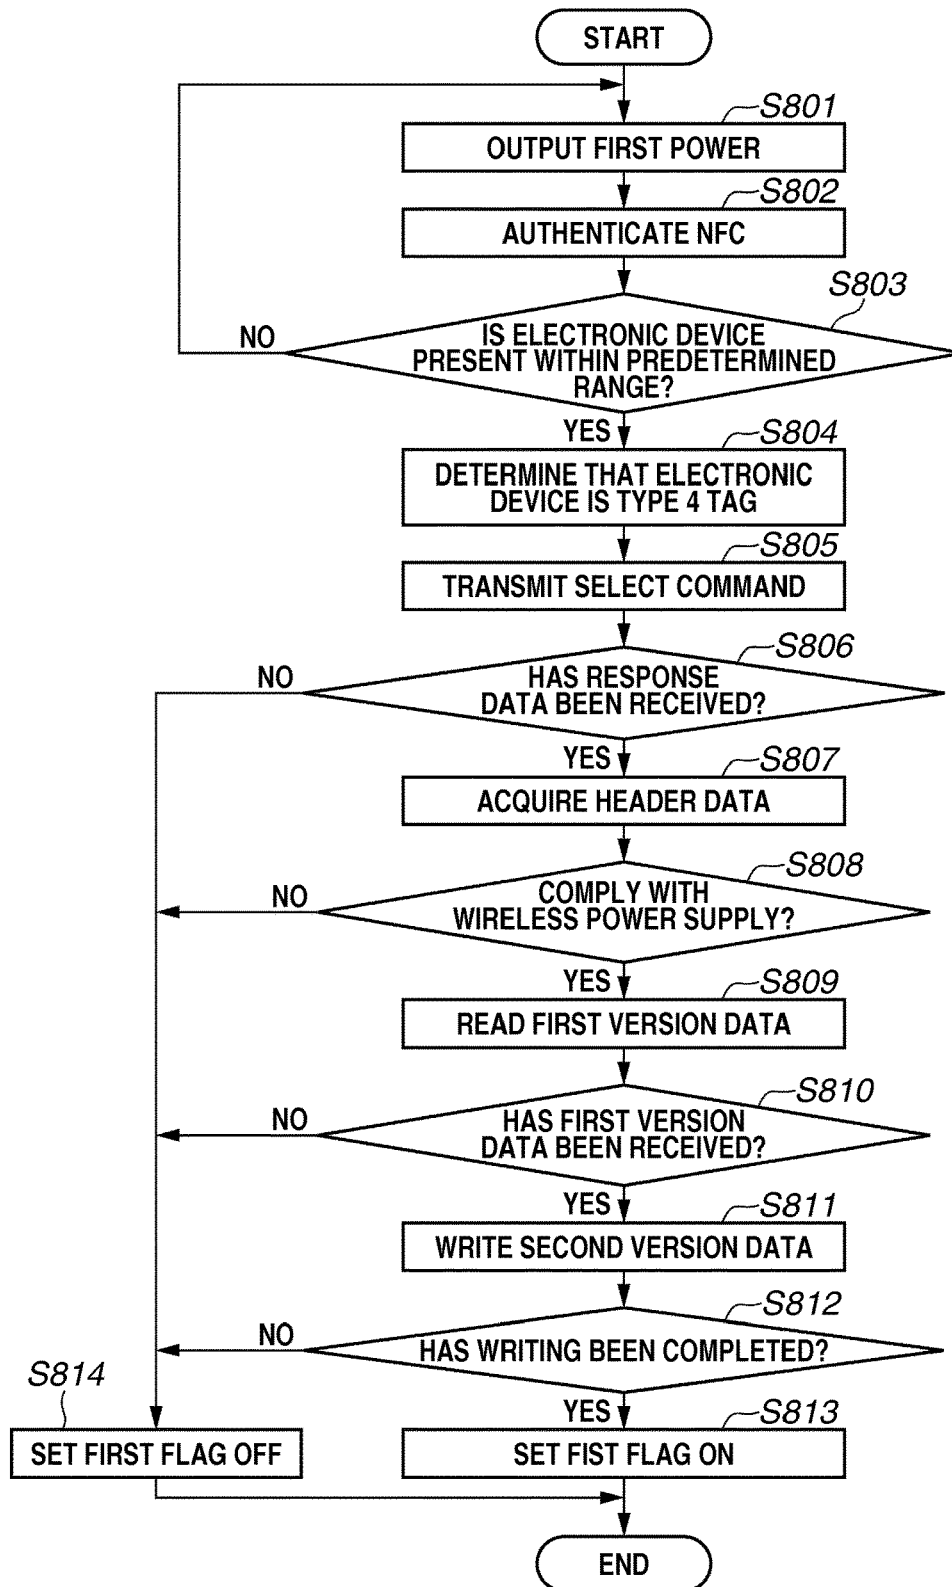 START
S801
OUTPUT FIRST POWER
S802
AUTHENTICATE NFC
S803
IS ELECTRONIC DEVICE
PRESENT WITHIN PREDETERMINED
RANGE?
NO
YES
S804
DETERMINE THAT ELECTRONIC
DEVICE IS TYPE 4 TAG
S805
TRANSMIT SELECT COMMAND
S806
HAS RESPONSE
DATA BEEN RECEIVED?
NO
YES
S807
ACQUIRE HEADER DATA
S808
COMPLY WITH
WIRELESS POWER SUPPLY?
NO
YES
S809
READ FIRST VERSION DATA
S810
HAS FIRST VERSION
DATA BEEN RECEIVED?
NO
YES
S811
WRITE SECOND VERSION DATA
S812
HAS WRITING BEEN COMPLETED?
NO
YES
S814
SET FIRST FLAG OFF
S813
SET FIST FLAG ON
END